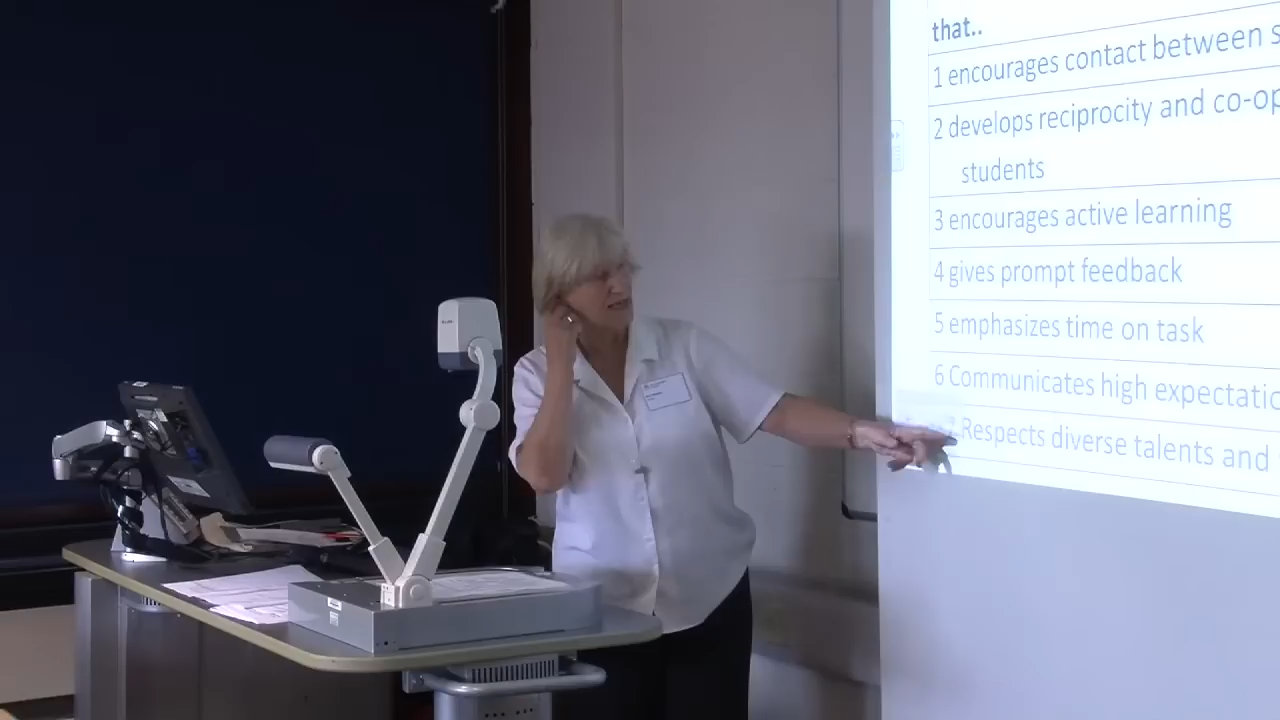 that..
1 encourages contact between s
2 develops reciprocity and co-op
students
3 encourages active learning
4 gives prompt feedback
5 emphasizes time on task
6 Communicates high expectatio
7 Respects diverse talents and